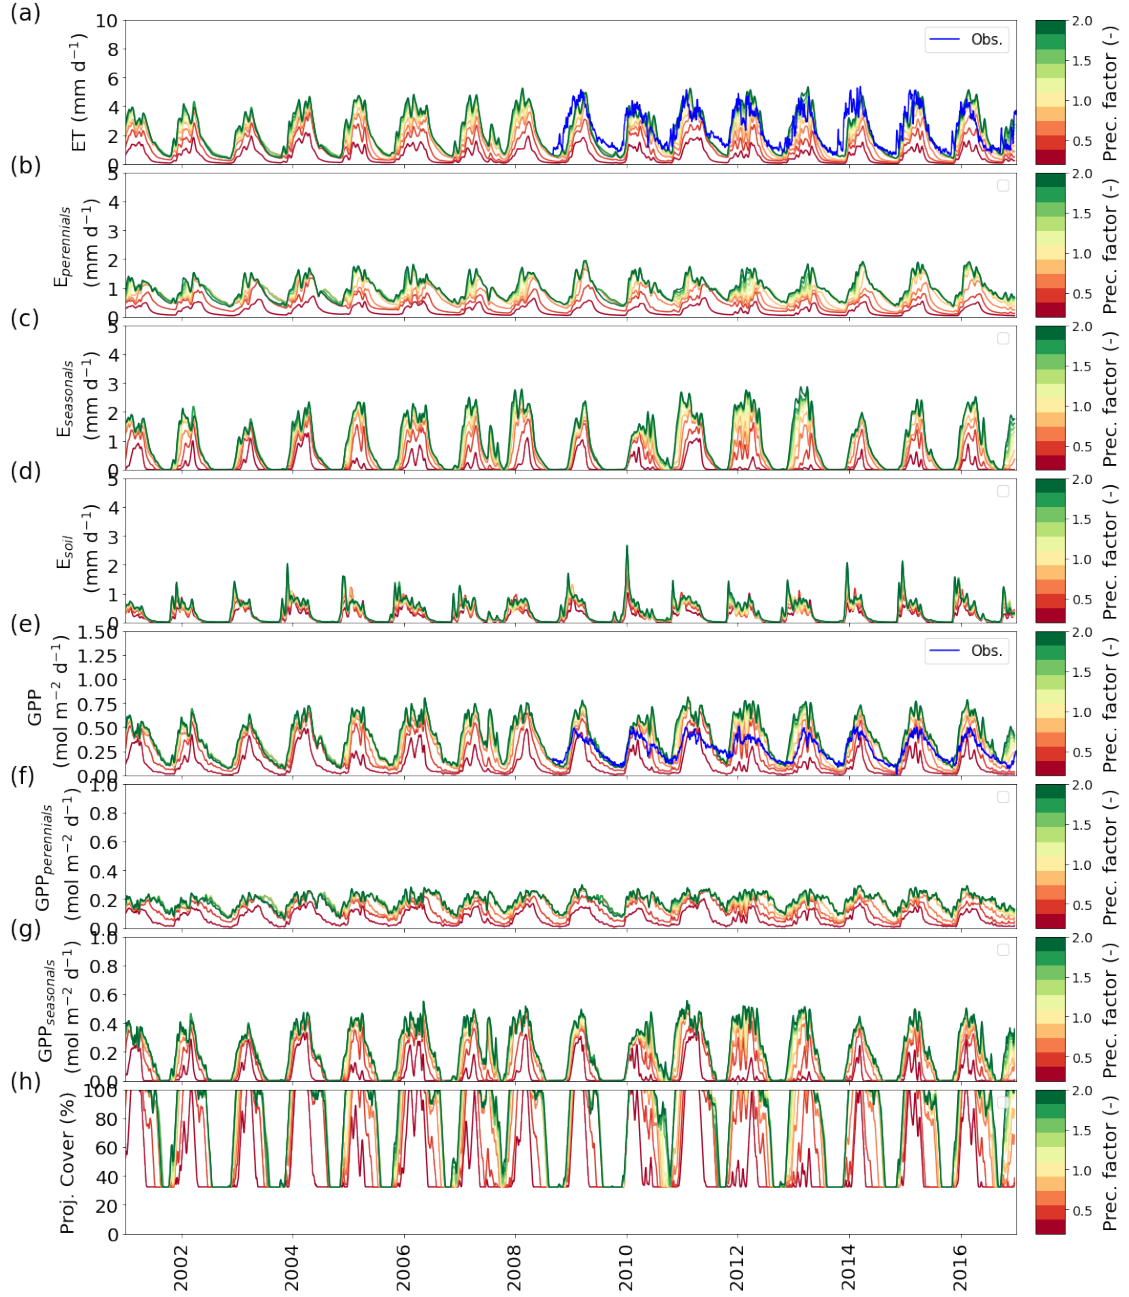 (a)
ET (mm d⁻¹)
10
8
6
4
2
0
Obs.
2.0
1.5
1.0
0.5
Prec. factor (-)
(b)
E_perennials
(mm d⁻¹)
5
4
3
2
1
0
2.0
1.5
1.0
0.5
Prec. factor (-)
(c)
E_seasonals
(mm d⁻¹)
5
4
3
2
1
0
2.0
1.5
1.0
0.5
Prec. factor (-)
(d)
E_soil
(mm d⁻¹)
5
4
3
2
1
0
2.0
1.5
1.0
0.5
Prec. factor (-)
(e)
GPP
(mol m⁻² d⁻¹)
1.50
1.25
1.00
0.75
0.50
0.25
0.00
Obs.
2.0
1.5
1.0
0.5
Prec. factor (-)
(f)
GPP_perennials
(mol m⁻² d⁻¹)
1.0
0.8
0.6
0.4
0.2
0.0
2.0
1.5
1.0
0.5
Prec. factor (-)
(g)
GPP_seasonals
(mol m⁻² d⁻¹)
1.0
0.8
0.6
0.4
0.2
0.0
2.0
1.5
1.0
0.5
Prec. factor (-)
(h)
Proj. Cover (%)
100
80
60
40
20
0
2.0
1.5
1.0
0.5
Prec. factor (-)
2002
2004
2006
2008
2010
2012
2014
2016